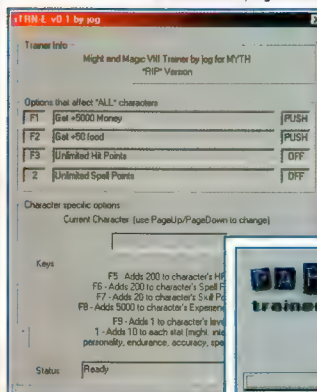 TRN-E v0.1 by jog
Trainer Info
Might and Magic VIII Trainer by jog for MYTH
"RIP" Version
Options that affect "ALL" characters
F1 Get +5000 Money PUSH
F2 Get +50 food PUSH
F3 Unlimited Hit Points OFF
2 Unlimited Spell Points OFF
Character specific options
Current Character (use PageUp/PageDown to change)
Keys
F5 - Adds 200 to character's HP
F6 - Adds 200 to character's Spell P
F7 - Adds 20 to character's Skill Po
F8 - Adds 5000 to character's Experien
F9 - Adds 1 to character's leve
1 - Adds 10 to each stat (might, inte
personality, endurance, accuracy, spe
Status Ready
trainer